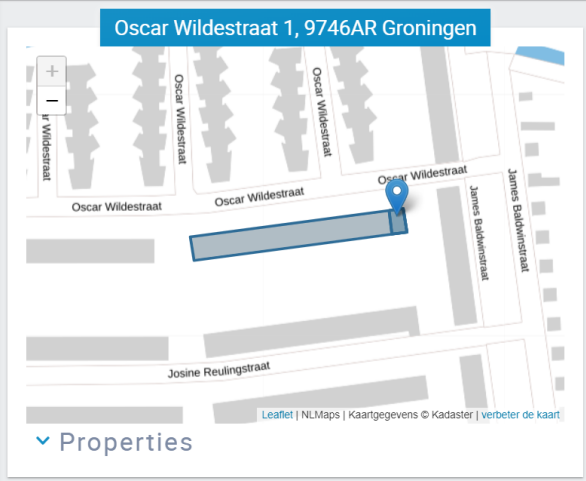 Oscar Wildestraat 1, 9746AR Groningen
+
−
Oscar Wildestraat
Oscar Wildestraat
James Baldwinstraat
r Wildestraat
Oscar Wildestraat
Oscar Wildestraat
Oscar Wildestraat
James Baldwinstraat
Josine Reulingstraat
Leaflet | NLMaps | Kaartgegevens © Kadaster | verbeter de kaart
Properties